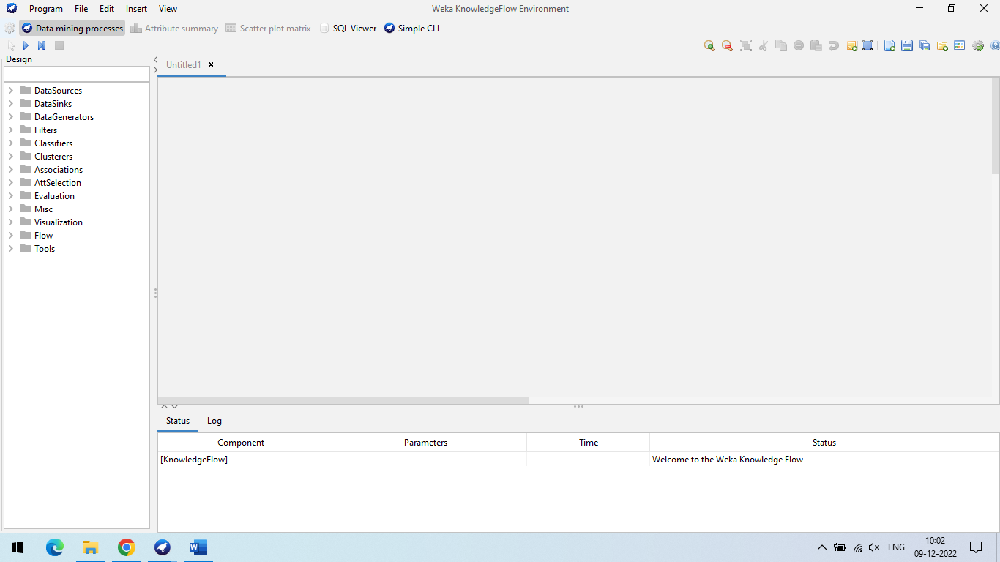 Program File Edit Insert View Weka KnowledgeFlow Environment
Data mining processes Attribute summary Scatter plot matrix SQL Viewer Simple CLI
Design
Untitled1
DataSources
DataSinks
DataGenerators
Filters
Classifiers
Clusterers
Associations
AttSelection
Evaluation
Misc
Visualization
Flow
Tools
Status Log
Component Parameters Time Status
[KnowledgeFlow] - Welcome to the Weka Knowledge Flow
ENG 10:02
09-12-2022